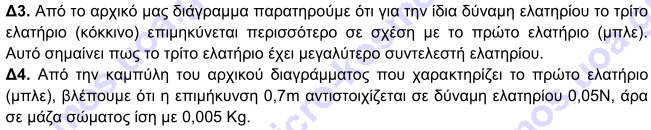 Δ3. Από το αρχικό μας διάγραμμα παρατηρούμε ότι για την ίδια δύναμη ελατηρίου το τρίτο
ελατήριο (κόκκινο) επιμηκύνεται περισσότερο σε σχέση με το πρώτο ελατήριο (μπλε).
Αυτό σημαίνει πως το τρίτο ελατήριο έχει μεγαλύτερο συντελεστή ελατηρίου.
Δ4. Από την καμπύλη του αρχικού διαγράμματος που χαρακτηρίζει το πρώτο ελατήριο
(μπλε), βλέπουμε ότι η επιμήκυνση 0,7m αντιστοιχίζεται σε δύναμη ελατηρίου 0,05N, άρα
σε μάζα σώματος ίση με 0,005 Kg.